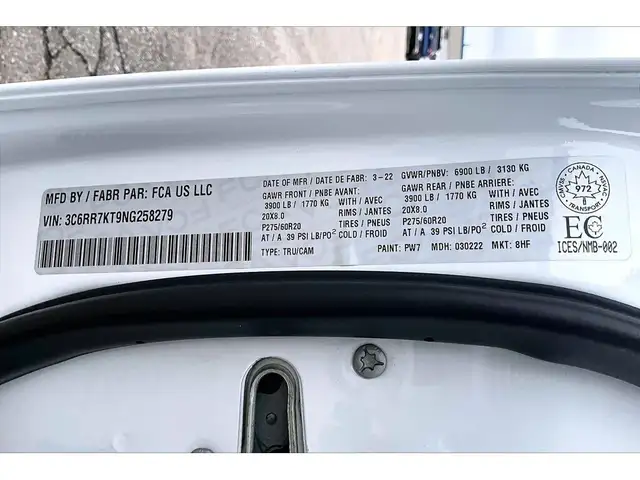 MFD BY / FABR PAR: FCA US LLC
VIN: 3C6RR7KT9NG258279
DATE OF MFR / DATE DE FABR: 3-22
GAWR FRONT / PNBE AVANT:
3900 LB / 1770 KG WITH / AVEC
20X8.0 RIMS / JANTES
P275/60R20 TIRES / PNEUS
AT / A 39 PSI LB/PO² COLD / FROID
TYPE: TRU/CAM
GVWR/PNBV: 6900 LB / 3130 KG
GAWR REAR / PNBE ARRIERE:
3900 LB / 1770 KG WITH / AVEC
20X8.0 RIMS / JANTES
P275/60R20 TIRES / PNEUS
AT / A 39 PSI LB/PO² COLD / FROID
PAINT: PW7 MDH: 030222 MKT: 8HF
CANADA
972
TRANSPORT
EC
ICES/NMB-002